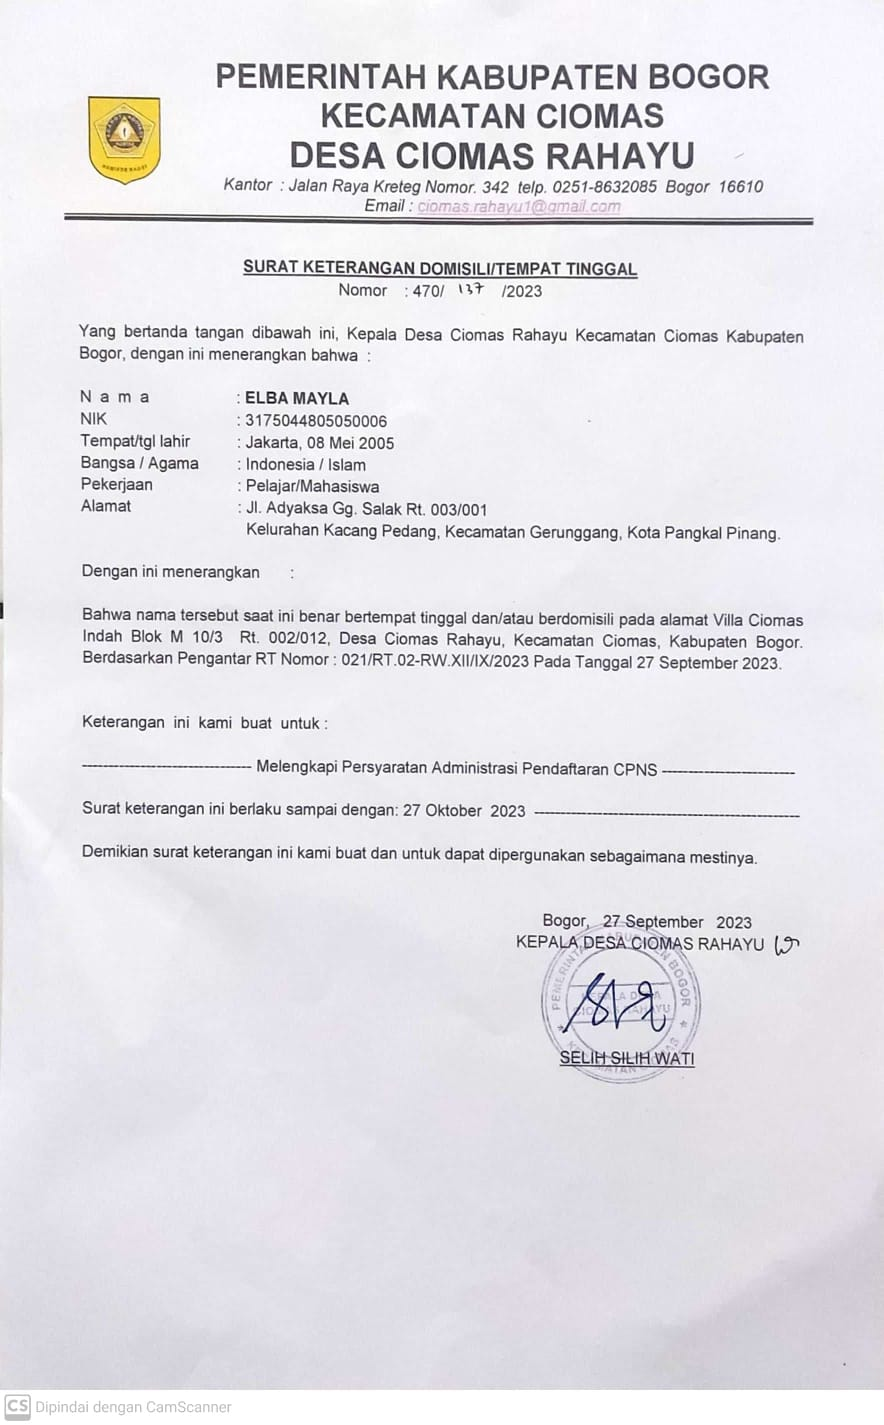 PEMERINTAH KABUPATEN BOGOR
KECAMATAN CIOMAS
DESA CIOMAS RAHAYU
Kantor : Jalan Raya Kreteg Nomor. 342 telp. 0251-8632085 Bogor 16610
Email : ciomas.rahayu1@gmail.com
SURAT KETERANGAN DOMISILI/TEMPAT TINGGAL
Nomor : 470/ 137 /2023
Yang bertanda tangan dibawah ini, Kepala Desa Ciomas Rahayu Kecamatan Ciomas Kabupaten
Bogor, dengan ini menerangkan bahwa :
N a m a : ELBA MAYLA
NIK : 3175044805050006
Tempat/tgl lahir : Jakarta, 08 Mei 2005
Bangsa / Agama : Indonesia / Islam
Pekerjaan : Pelajar/Mahasiswa
Alamat : Jl. Adyaksa Gg. Salak Rt. 003/001
Kelurahan Kacang Pedang, Kecamatan Gerunggang, Kota Pangkal Pinang.
Dengan ini menerangkan :
Bahwa nama tersebut saat ini benar bertempat tinggal dan/atau berdomisili pada alamat Villa Ciomas
Indah Blok M 10/3 Rt. 002/012, Desa Ciomas Rahayu, Kecamatan Ciomas, Kabupaten Bogor.
Berdasarkan Pengantar RT Nomor : 021/RT.02-RW.XII/IX/2023 Pada Tanggal 27 September 2023.
Keterangan ini kami buat untuk :
-------------------------------- Melengkapi Persyaratan Administrasi Pendaftaran CPNS -------------------------
Surat keterangan ini berlaku sampai dengan: 27 Oktober 2023 --------------------------------------------------
Demikian surat keterangan ini kami buat dan untuk dapat dipergunakan sebagaimana mestinya.
Bogor, 27 September 2023
KEPALA DESA CIOMAS RAHAYU
PEMERINTAH KABUPATEN BOGOR
KEPALA DESA
CIOMAS RAHAYU
KECAMATAN CIOMAS
SELIH SILIH WATI
CS Dipindai dengan CamScanner